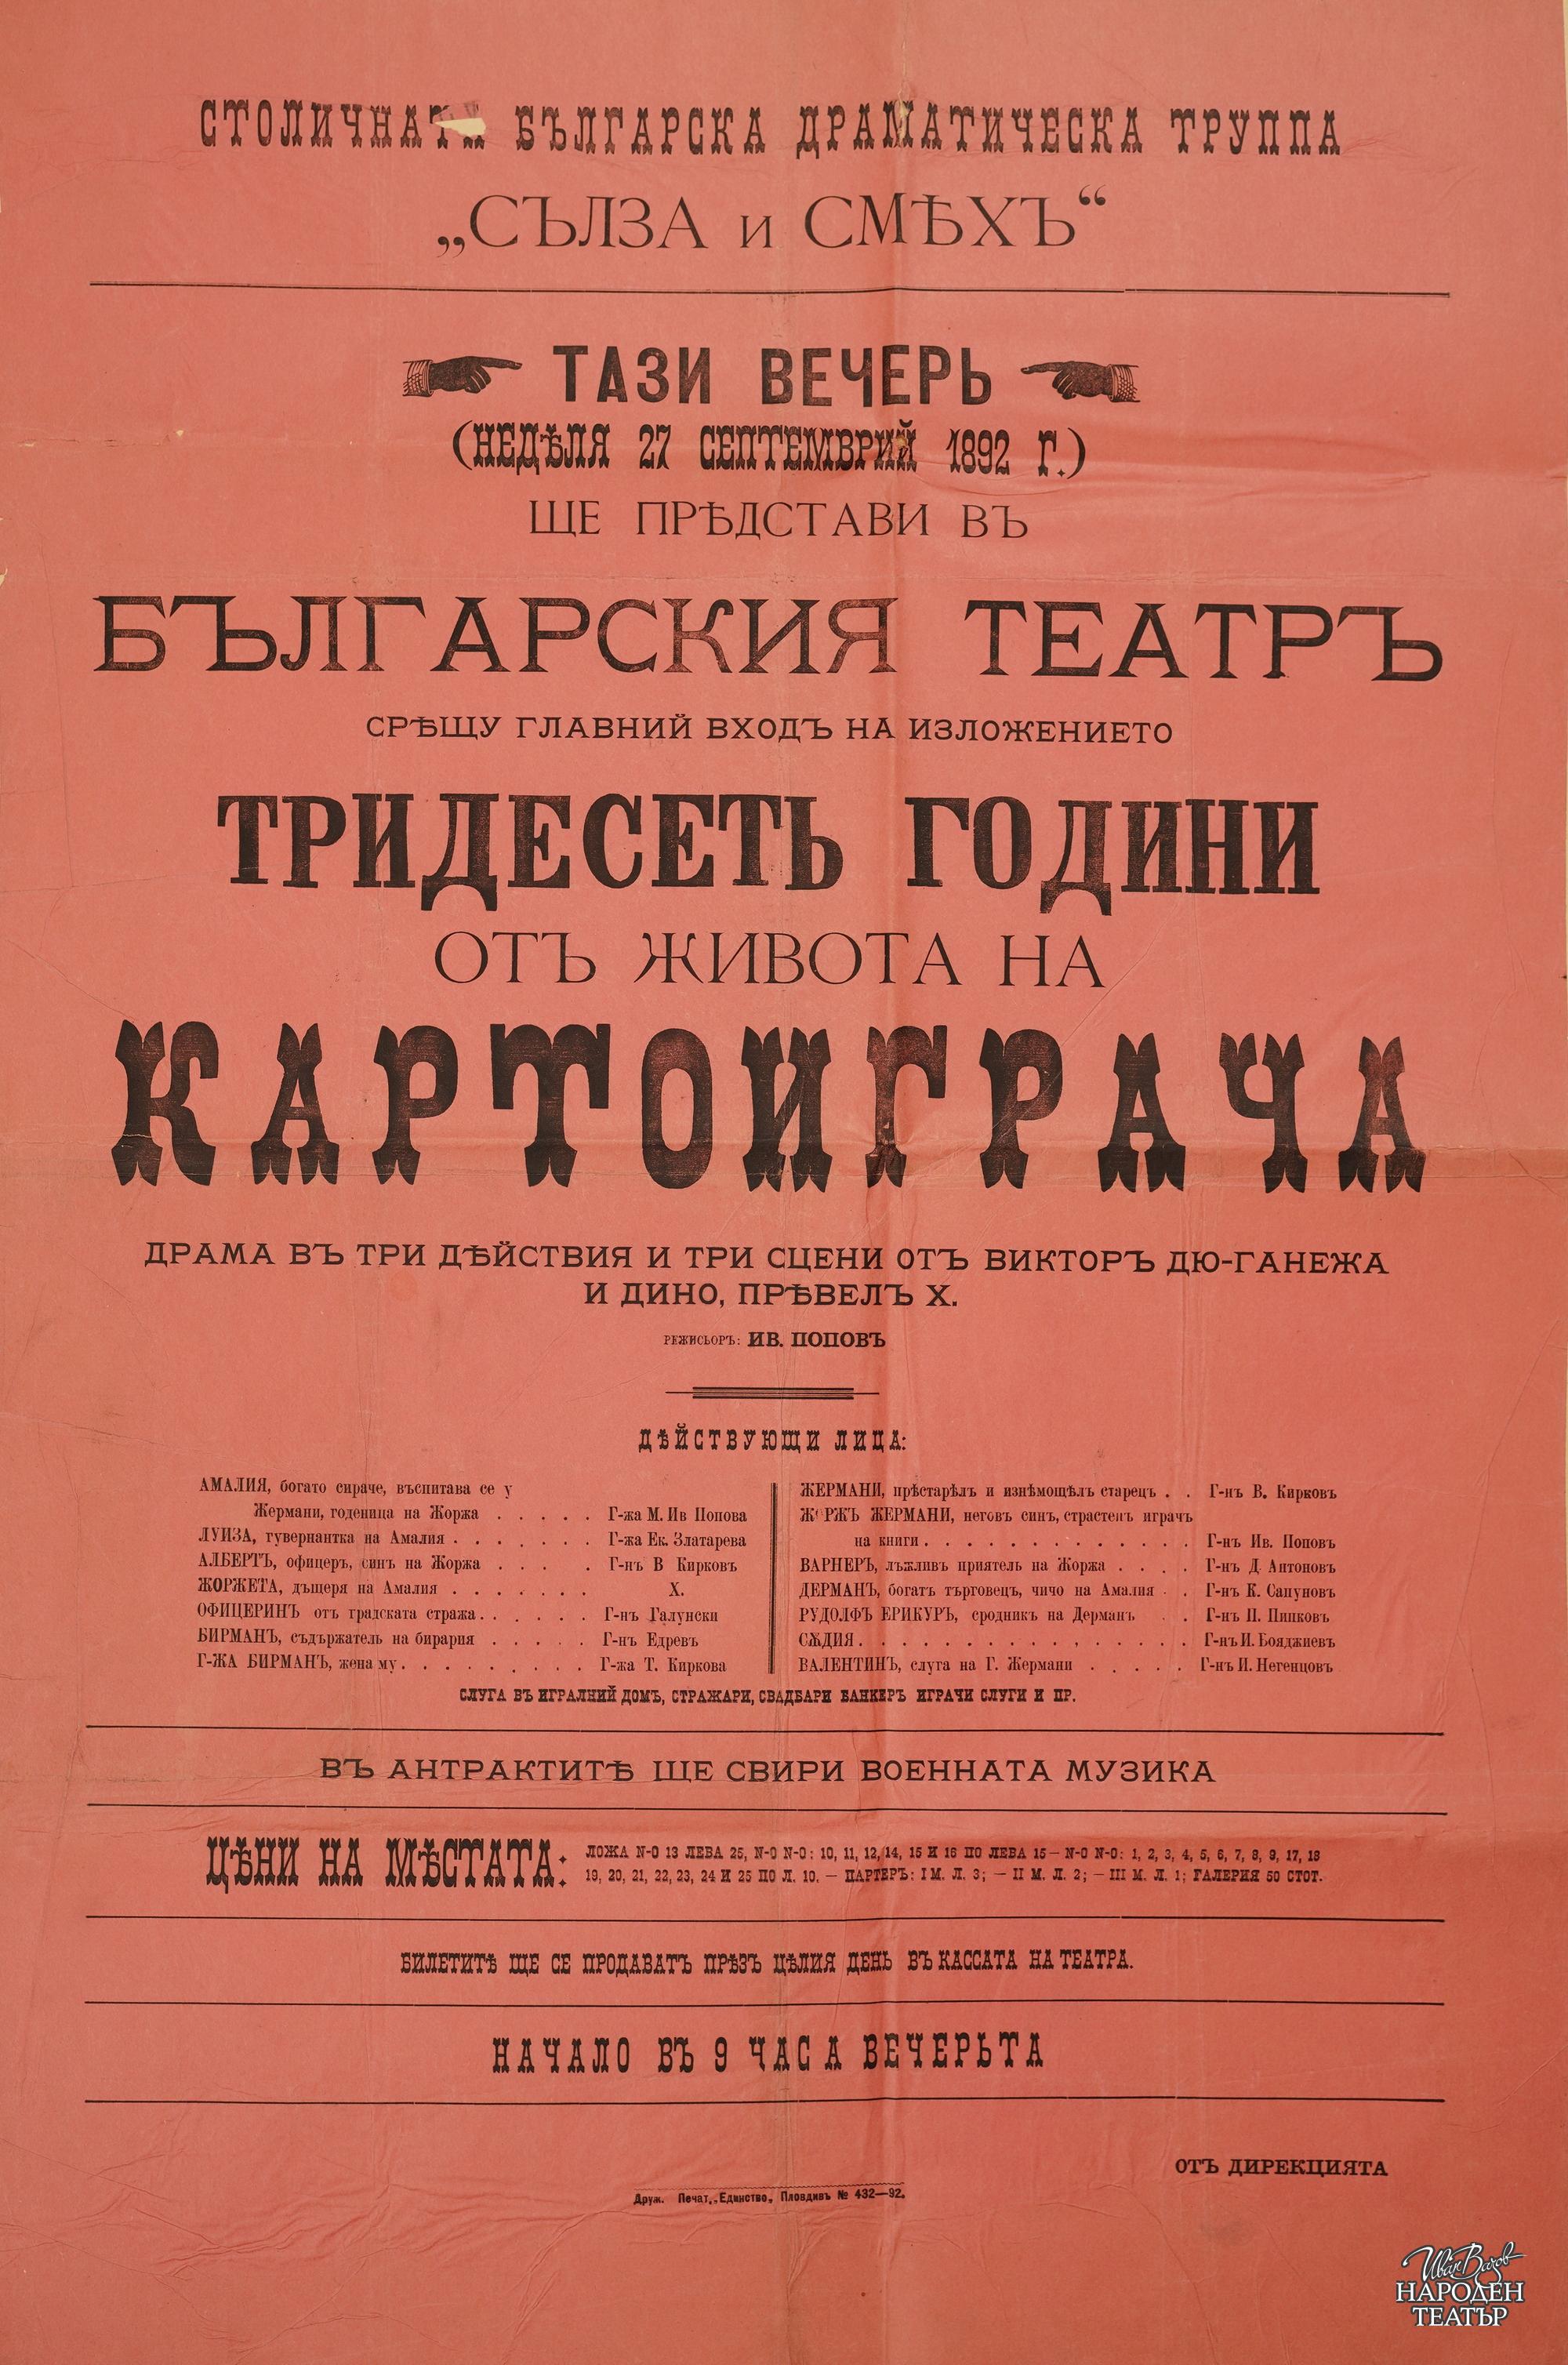 СТОЛИЧНАТА БЪЛГАРСКА ДРАМАТИЧЕСКА ТРУППА
„СЪЛЗА и СМѢХЪ“
ТАЗИ ВЕЧЕРЬ
(НЕДѢЛЯ 27 СЕПТЕМВРИЙ 1892 Г.)
ЩЕ ПРѢДСТАВИ ВЪ
БЪЛГАРСКИЯ ТЕАТРЪ
СРѢЩУ ГЛАВНИЙ ВХОДЪ НА ИЗЛОЖЕНИЕТО
ТРИДЕСЕТЬ ГОДИНИ
ОТЪ ЖИВОТА НА
КАРТОИГРАЧА
ДРАМА ВЪ ТРИ ДѢЙСТВИЯ И ТРИ СЦЕНИ ОТЪ ВИКТОРЪ ДЮ-ГАНЕЖА
И ДИНО, ПРѢВЕЛЪ Х.
РЕЖИСЬОРЪ: ИВ. ПОПОВЪ
ДѢЙСТВУЮЩИ ЛИЦА:
АМАЛИЯ, богато сираче, въспитава се у
Жермани, годеница на Жоржа . . . . . Г-жа М. Ив Попова
ЛУИЗА, гувернантка на Амалия . . . . . . . Г-жа Ек. Златарева
АЛБЕРТЪ, офицеръ, синъ на Жоржа . . . . . Г-нъ В Кирковъ
ЖОРЖЕТА, дъщеря на Амалия . . . . . . . Х.
ОФИЦЕРИНЪ отъ градската стража . . . . . . Г-нъ Галунски
БИРМАНЪ, съдържатель на бирария . . . . . Г-нъ Едревъ
Г-ЖА БИРМАНЪ, жена му . . . . . . . . . Г-жа Т. Киркова
ЖЕРМАНИ, прѣстарѣлъ и изнѣмощѣлъ старецъ . . Г-нъ В. Кирковъ
ЖОРЖЪ ЖЕРМАНИ, неговъ синъ, страстенъ играчъ
на книги . . . . . . . . . . . . . Г-нъ Ив. Поповъ
ВАРНЕРЪ, лъжливъ приятель на Жоржа . . . . Г-нъ Д. Антоновъ
ДЕРМАНЪ, богатъ търговецъ, чичо на Амалия . . Г-нъ К. Сапуновъ
РУДОЛФЪ ЕРИКУРЪ, сродникъ на Дерманъ . . Г-нъ П. Пинковъ
СѪДИЯ . . . . . . . . . . . . . . . . Г-нъ И. Бояджиевъ
ВАЛЕНТИНЪ, слуга на Г. Жермани . . . . . Г-нъ И. Негенцовъ
СЛУГА ВЪ ИГРАЛНИЙ ДОМЪ, СТРАЖАРИ, СВАДБАРИ БАНКЕРЪ ИГРАЧИ СЛУГИ И ПР.
ВЪ АНТРАКТИТѢ ЩЕ СВИРИ ВОЕННАТА МУЗИКА
ЦѢНИ НА МѢСТАТА: ЛОЖА N-O 13 ЛЕВА 25, N-O N-O: 10, 11, 12, 14, 15 И 16 ПО ЛЕВА 15 — N-O N-O: 1, 2, 3, 4, 5, 6, 7, 8, 9, 17, 18
19, 20, 21, 22, 23, 24 И 25 ПО Л. 10. — ПАРТЕРЪ: I М. Л. 3; — II М. Л. 2; — III М. Л. 1; ГАЛЕРИЯ 50 СТОТ.
БИЛЕТИТѢ ЩЕ СЕ ПРОДАВАТЪ ПРѢЗЪ ЦѢЛИЯ ДЕНЬ ВЪ КАССАТА НА ТЕАТРА.
НАЧАЛО ВЪ 9 ЧАСА ВЕЧЕРЬТА
ОТЪ ДИРЕКЦИЯТА
Друж. Печат. „Единство„ Пловдивъ № 432—92.
Иван Вазов
НАРОДЕН
ТЕАТЪР